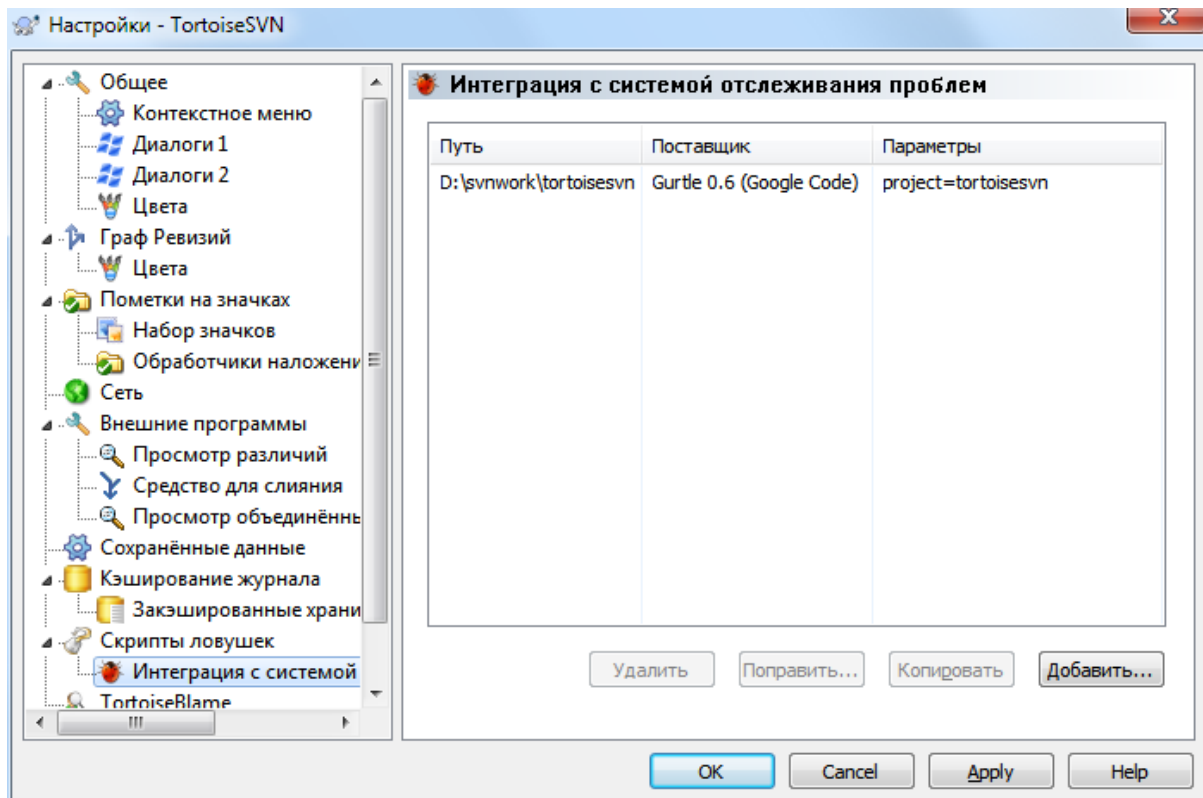 Настройки - TortoiseSVN
Общее
Контекстное меню
Диалоги 1
Диалоги 2
Цвета
Граф Ревизий
Цвета
Пометки на значках
Набор значков
Обработчики наложени
Сеть
Внешние программы
Просмотр различий
Средство для слияния
Просмотр объединённь
Сохранённые данные
Кэширование журнала
Закэшированные храни
Скрипты ловушек
Интеграция с системой
TortoiseBlame
Интеграция с системой отслеживания проблем
Путь Поставщик Параметры
D:\svnwork\tortoisesvn Gurtle 0.6 (Google Code) project=tortoisesvn
Удалить Поправить... Копировать Добавить...
OK Cancel Apply Help